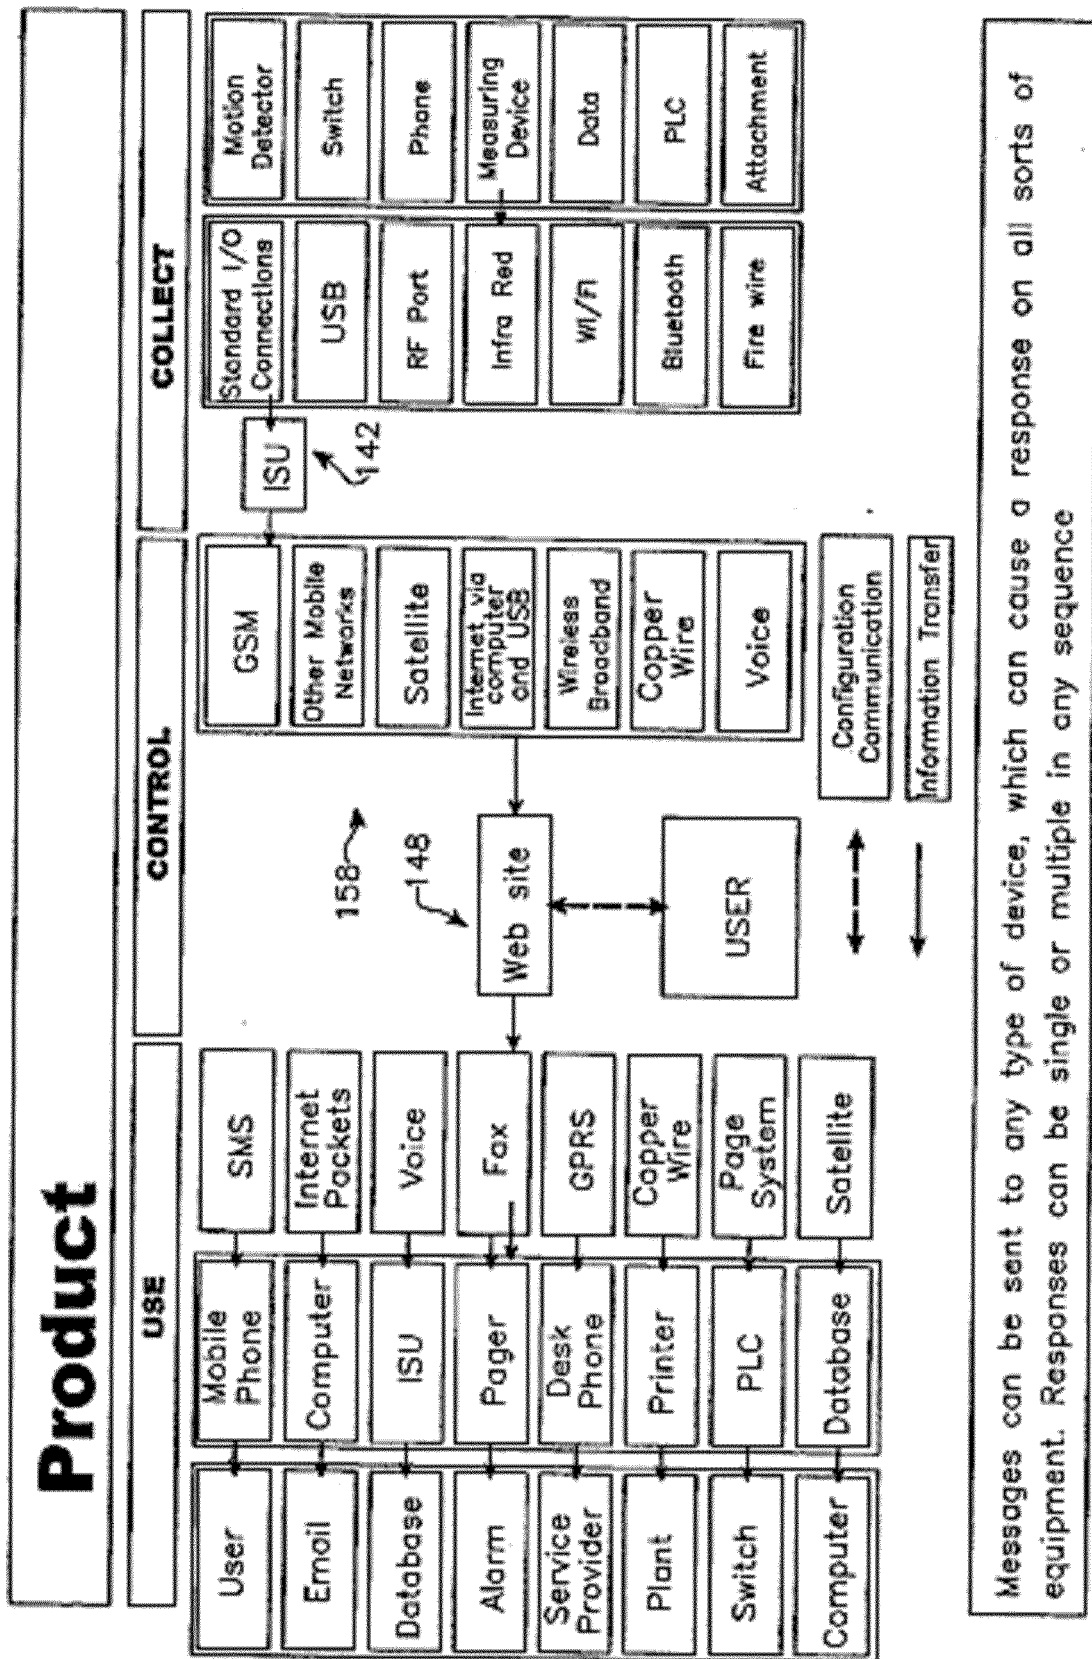 Product
USE
CONTROL
COLLECT
User
Email
Database
Alarm
Service
Provider
Plant
Switch
Computer
Mobile
Phone
Computer
ISU
Pager
Desk
Phone
Printer
PLC
Database
SMS
Internet
Packets
Voice
Fax
GPRS
Copper
Wire
Page
System
Satellite
158
148
Web site
USER
GSM
Other Mobile
Networks
Satellite
Internet via
computer
and USB
Wireless
Broadband
Copper
Wire
Voice
Configuration
Communication
Information Transfer
ISU
142
Standard I/O
Connections
USB
RF Port
Infra Red
WI/FI
Bluetooth
Fire wire
Motion
Detector
Switch
Phone
Measuring
Device
Data
PLC
Attachment
Messages can be sent to any type of device, which can cause a response on all sorts of
equipment. Responses can be single or multiple in any sequence